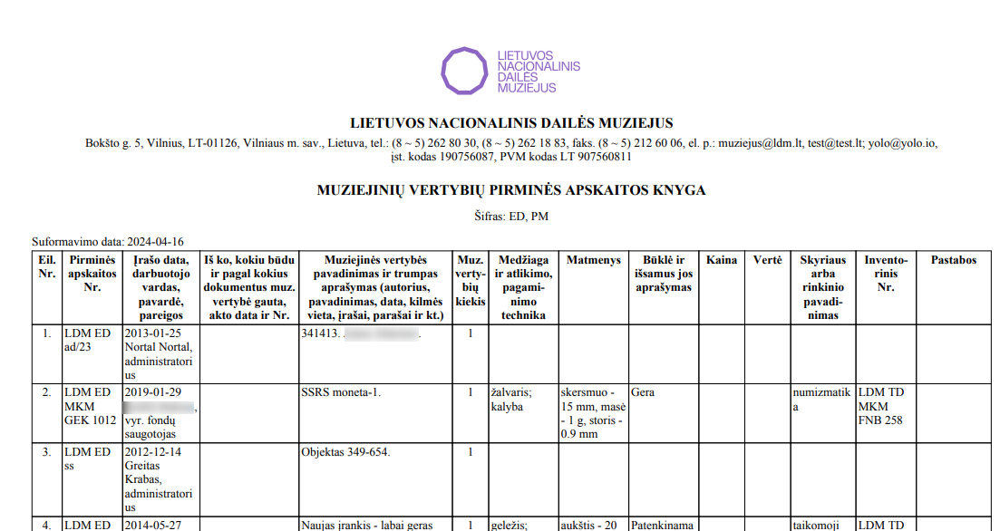 LIETUVOS
NACIONALINIS
DAILĖS
MUZIEJUS
LIETUVOS NACIONALINIS DAILĖS MUZIEJUS
Bokšto g. 5, Vilnius, LT-01126, Vilniaus m. sav., Lietuva, tel.: (8 ~ 5) 262 80 30, (8 ~ 5) 262 18 83, faks. (8 ~ 5) 212 60 06, el. p.: muziejus@ldm.lt, test@test.lt; yolo@yolo.io,
įst. kodas 190756087, PVM kodas LT 907560811
MUZIEJINIŲ VERTYBIŲ PIRMINĖS APSKAITOS KNYGA
Šifras: ED, PM
Suformavimo data: 2024-04-16
Eil.
Nr.
Pirminės
apskaitos
Nr.
Įrašo data,
darbuotojo
vardas,
pavardė,
pareigos
Iš ko, kokiu būdu
ir pagal kokius
dokumentus muz.
vertybė gauta,
akto data ir Nr.
Muziejinės vertybės
pavadinimas ir trumpas
aprašymas (autorius,
pavadinimas, data, kilmės
vieta, įrašai, parašai ir kt.)
Muz.
verty-
bių
kiekis
Medžiaga
ir atlikimo,
pagami-
nimo
technika
Matmenys
Būklė ir
išsamus jos
aprašymas
Kaina
Vertė
Skyriaus
arba
rinkinio
pavadi-
nimas
Invento-
rinis
Nr.
Pastabos
1.
LDM ED
ad/23
2013-01-25
Nortal Nortal,
administratori
us
341413.
1
2.
LDM ED
MKM
GEK 1012
2019-01-29
vyr. fondų
saugotojas
SSRS moneta-1.
1
žalvaris;
kalyba
skersmuo -
15 mm, masė
- 1 g, storis -
0.9 mm
Gera
numizmatik
a
LDM TD
MKM
FNB 258
3.
LDM ED
ss
2012-12-14
Greitas
Krabas,
administratori
us
Objektas 349-654.
1
4.
LDM ED
2014-05-27
Naujas įrankis - labai geras
1
geležis;
aukštis - 20
Patenkinama
taikomoji
LDM TD